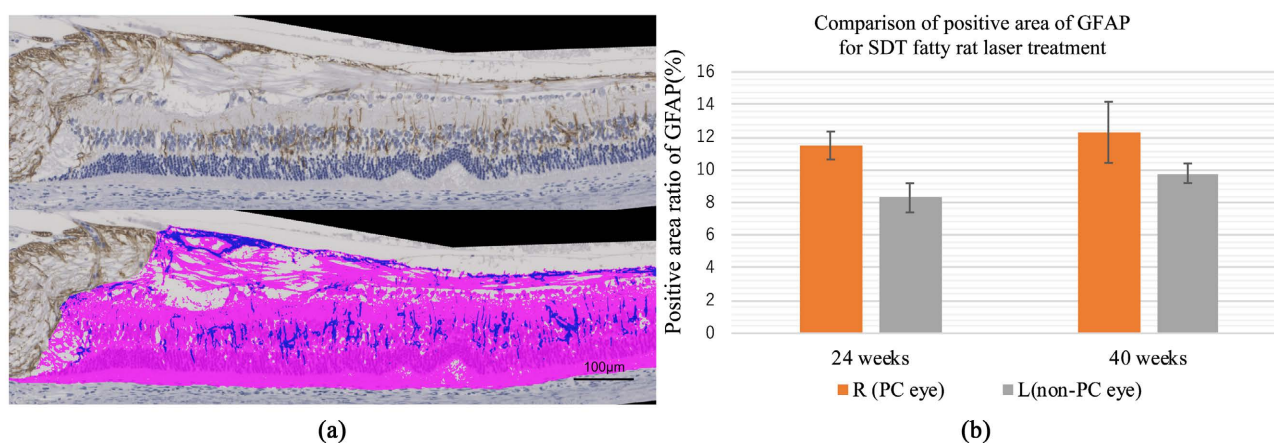 100μm
(a)
Comparison of positive area of GFAP
for SDT fatty rat laser treatment
Positive area ratio of GFAP(%)
16
14
12
10
8
6
4
2
0
24 weeks
40 weeks
R (PC eye)
L(non-PC eye)
(b)